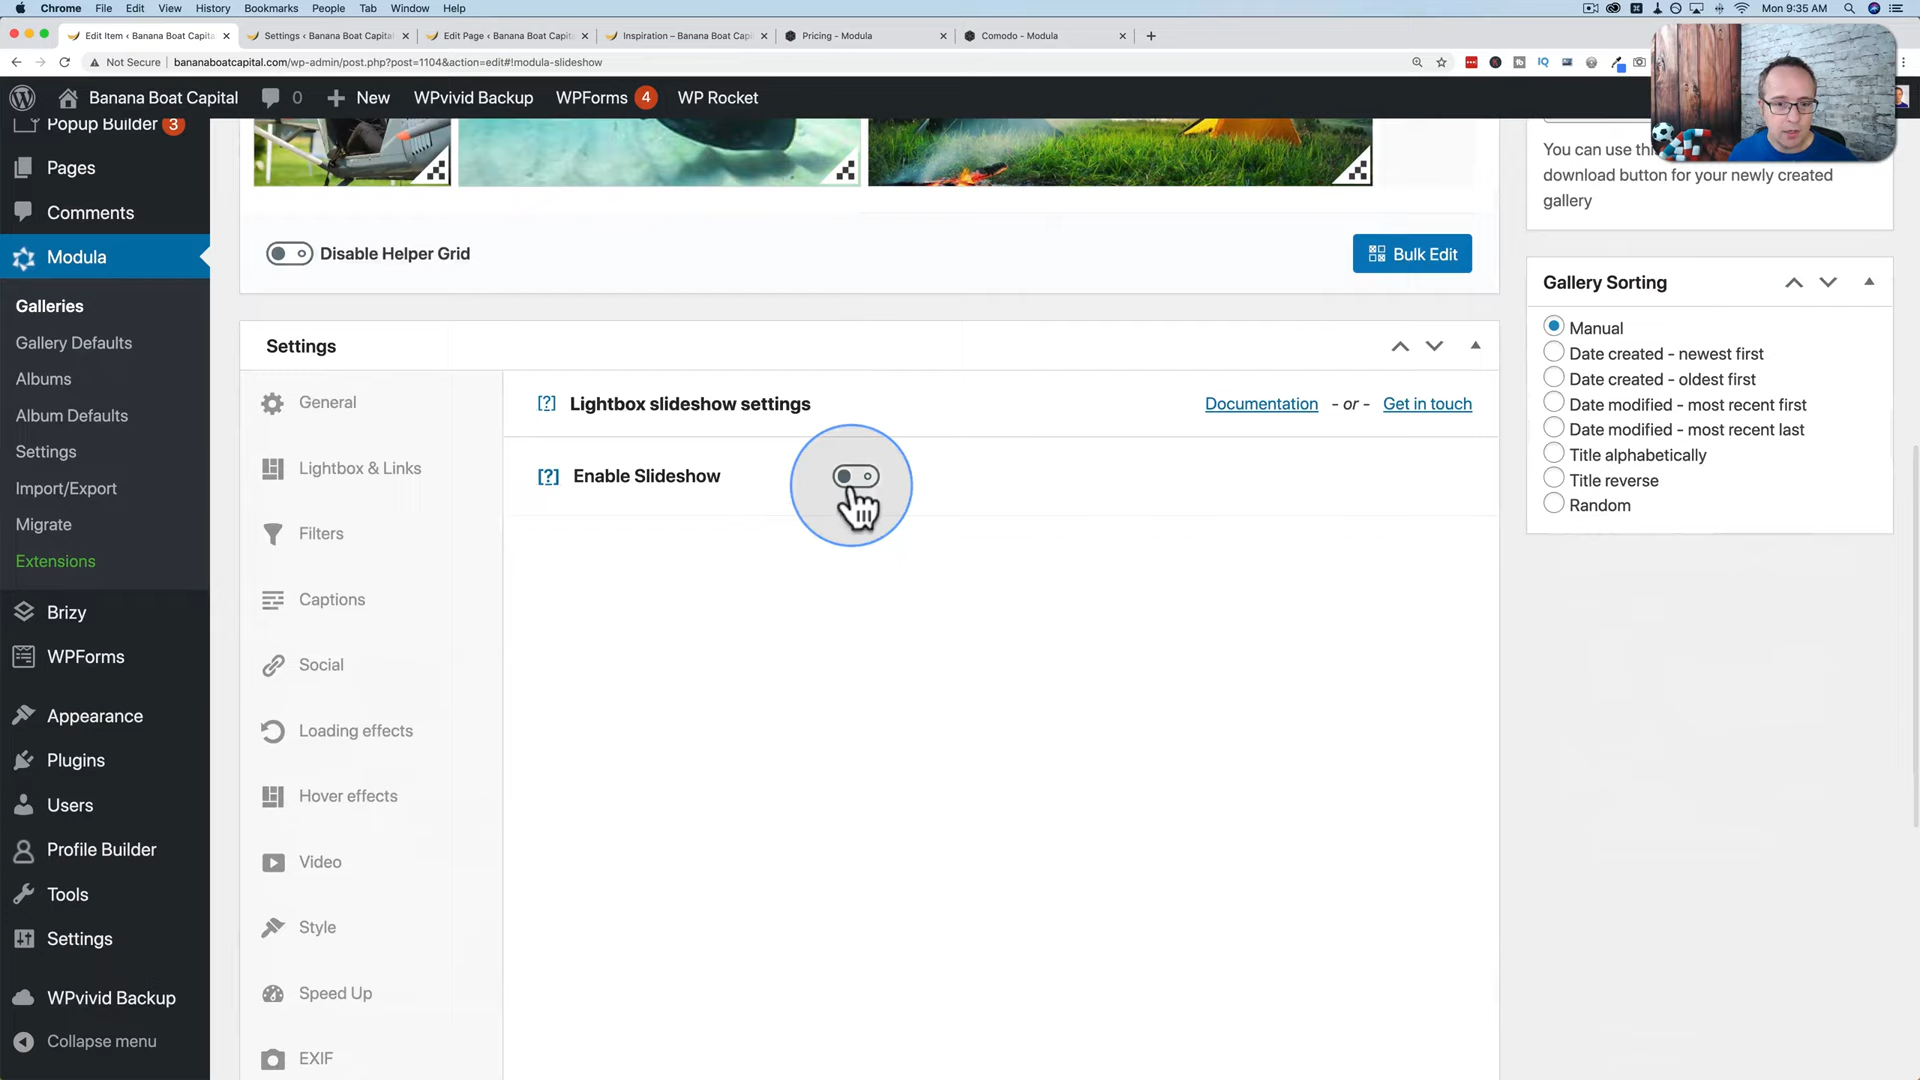 Chrome File Edit View History Bookmarks People Tab Window Help Mon 9:35 AM
Edit Item ‹ Banana Boat Capital Settings ‹ Banana Boat Capital Edit Page ‹ Banana Boat Capit Inspiration – Banana Boat Capi Pricing - Modula Comodo - Modula
Not Secure bananaboatcapital.com/wp-admin/post.php?post=1104&action=edit#!modula-slideshow
Banana Boat Capital 0 New WPvivid Backup WPForms 4 WP Rocket
Popup Builder 3
Pages
Comments
Modula
Galleries
Gallery Defaults
Albums
Album Defaults
Settings
Import/Export
Migrate
Extensions
Brizy
WPForms
Appearance
Plugins
Users
Profile Builder
Tools
Settings
WPvivid Backup
Collapse menu
Disable Helper Grid
Bulk Edit
Settings
General
Lightbox & Links
Filters
Captions
Social
Loading effects
Hover effects
Video
Style
Speed Up
EXIF
[?] Lightbox slideshow settings Documentation - or - Get in touch
[?] Enable Slideshow
You can use thi
download button for your newly created
gallery
Gallery Sorting
Manual
Date created - newest first
Date created - oldest first
Date modified - most recent first
Date modified - most recent last
Title alphabetically
Title reverse
Random